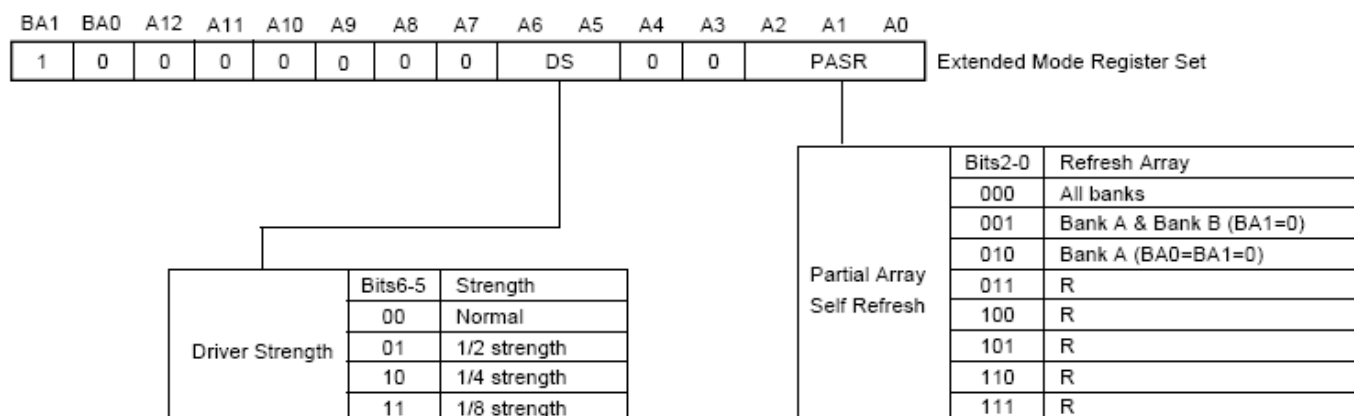 BA1 BA0 A12 A11 A10 A9 A8 A7 A6 A5 A4 A3 A2 A1 A0
1 0 0 0 0 0 0 0 DS 0 0 PASR Extended Mode Register Set
Bits2-0 Refresh Array
000 All banks
001 Bank A & Bank B (BA1=0)
010 Bank A (BA0=BA1=0)
Partial Array
Self Refresh
011 R
100 R
101 R
110 R
111 R
Bits6-5 Strength
00 Normal
Driver Strength
01 1/2 strength
10 1/4 strength
11 1/8 strength